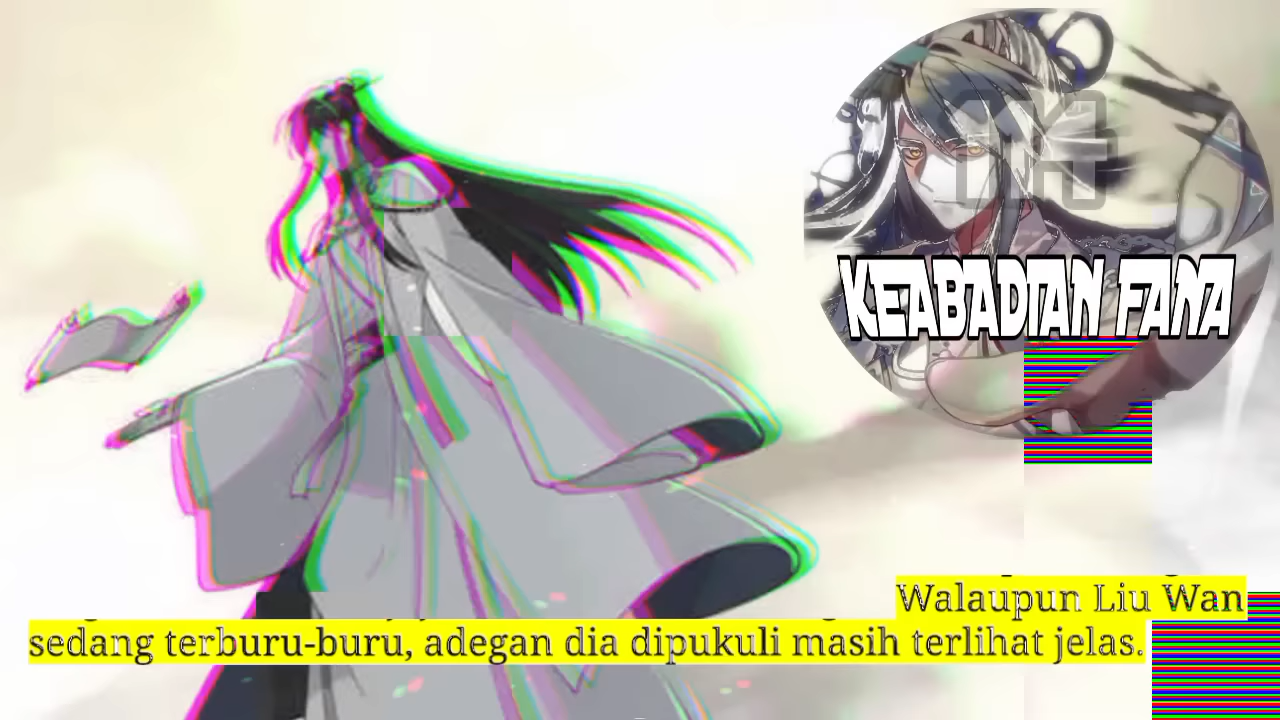 KEABADIAN FANA
Walaupun Liu Wan
sedang terburu-buru, adegan dia dipukuli masih terlihat jelas.